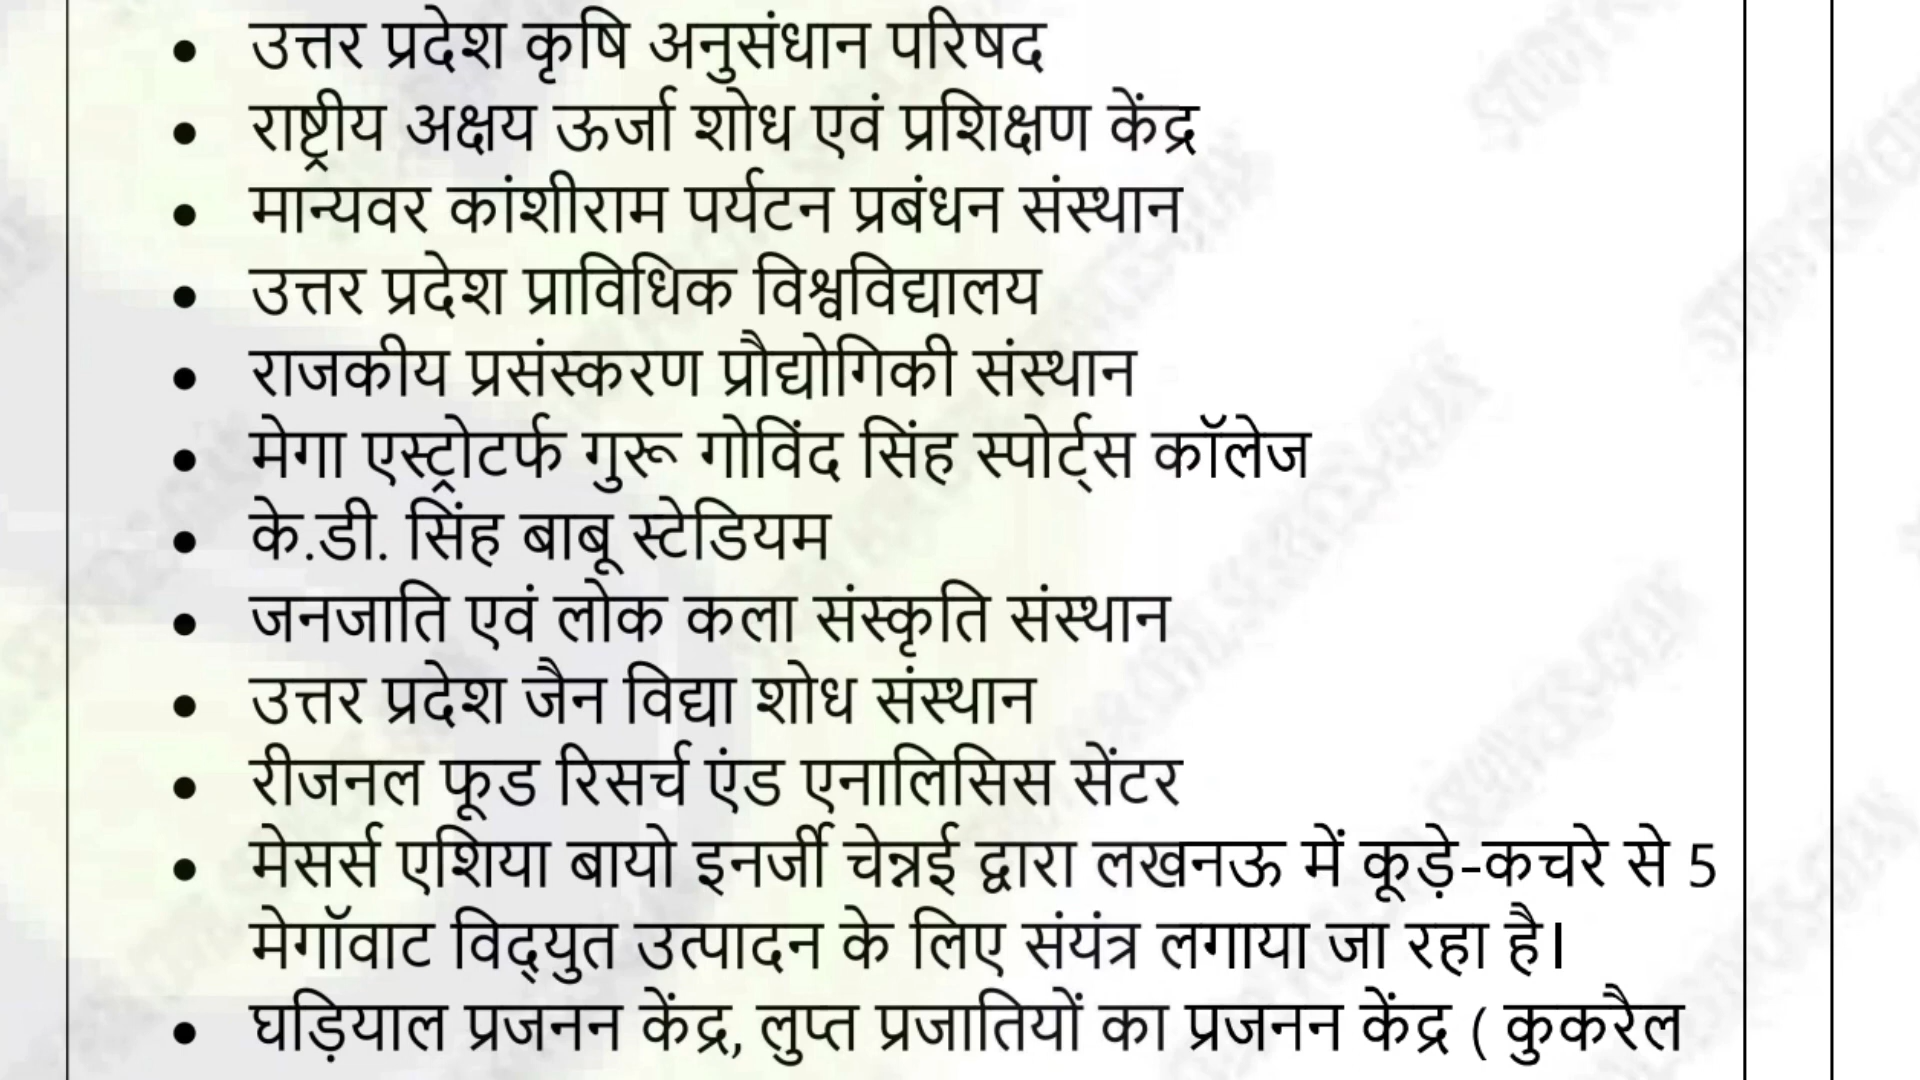 • उत्तर प्रदेश कृषि अनुसंधान परिषद
• राष्ट्रीय अक्षय ऊर्जा शोध एवं प्रशिक्षण केंद्र
• मान्यवर कांशीराम पर्यटन प्रबंधन संस्थान
• उत्तर प्रदेश प्राविधिक विश्वविद्यालय
• राजकीय प्रसंस्करण प्रौद्योगिकी संस्थान
• मेगा एस्ट्रोटर्फ गुरू गोविंद सिंह स्पोर्ट्स कॉलेज
• के.डी. सिंह बाबू स्टेडियम
• जनजाति एवं लोक कला संस्कृति संस्थान
• उत्तर प्रदेश जैन विद्या शोध संस्थान
• रीजनल फूड रिसर्च एंड एनालिसिस सेंटर
• मेसर्स एशिया बायो इनर्जी चेन्नई द्वारा लखनऊ में कूड़े-कचरे से 5
मेगॉवाट विद्‌युत उत्पादन के लिए संयंत्र लगाया जा रहा है।
• घड़ियाल प्रजनन केंद्र, लुप्त प्रजातियों का प्रजनन केंद्र ( कुकरैल